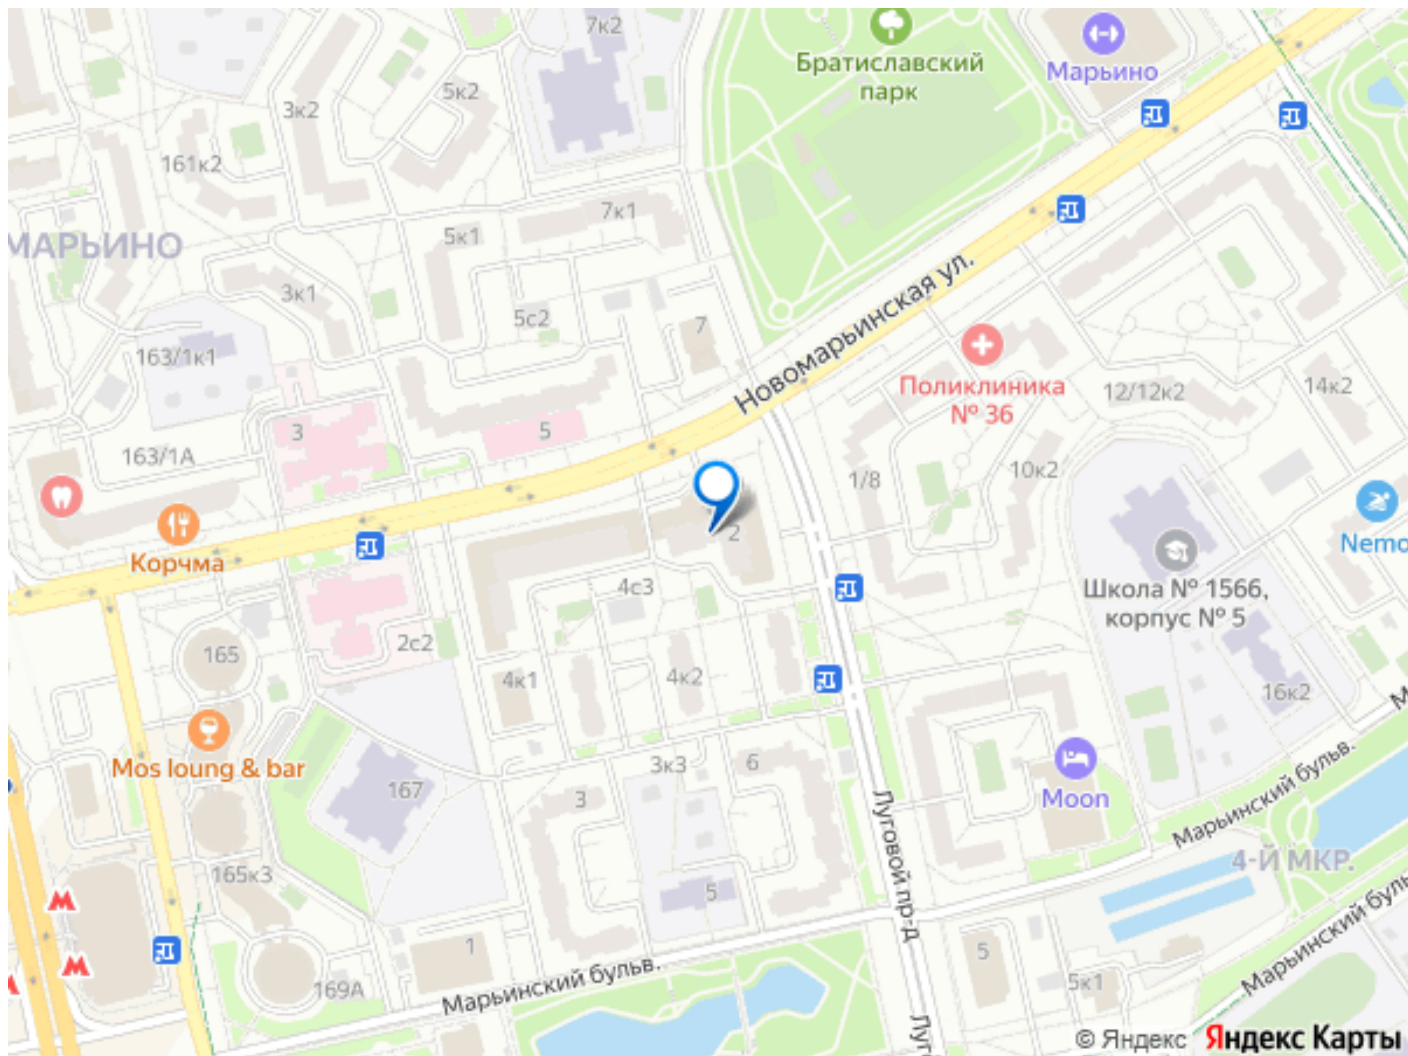 7к2
Братиславский
парк
Марьино
5к2
3к2
161к2
7к1
5к1
МАРЬИНО
3к1
5с2
7
163/1к1
Новомарьинская ул.
Поликлиника
№ 36
12/12к2
14к2
3
5
163/1А
1/8
10к2
2
Корчма
Nemo
4с3
Школа № 1566,
корпус № 5
165
2с2
4к1
4к2
16к2
М
Mos loung & bar
3к3
6
167
3
Moon
Луговой пр-д
Марьинский бульв.
4-Й МКР.
165к3
5
Марьинский буль
1
5
169А
Марьинский бульв.
5к1
Луг
© Яндекс Яндекс Карты